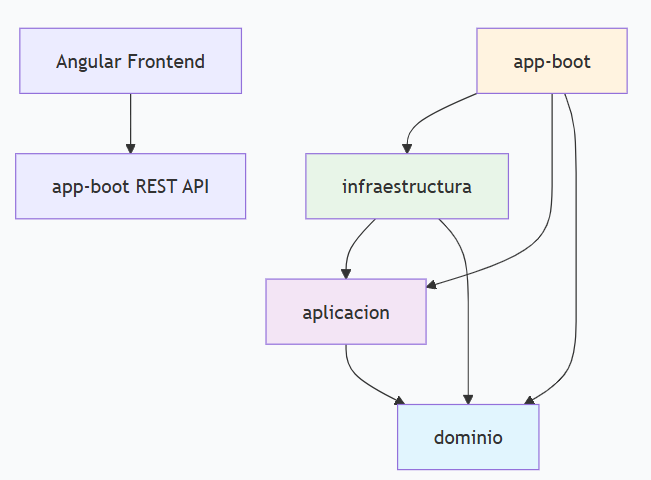 Angular Frontend
app-boot
app-boot REST API
infraestructura
aplicacion
dominio